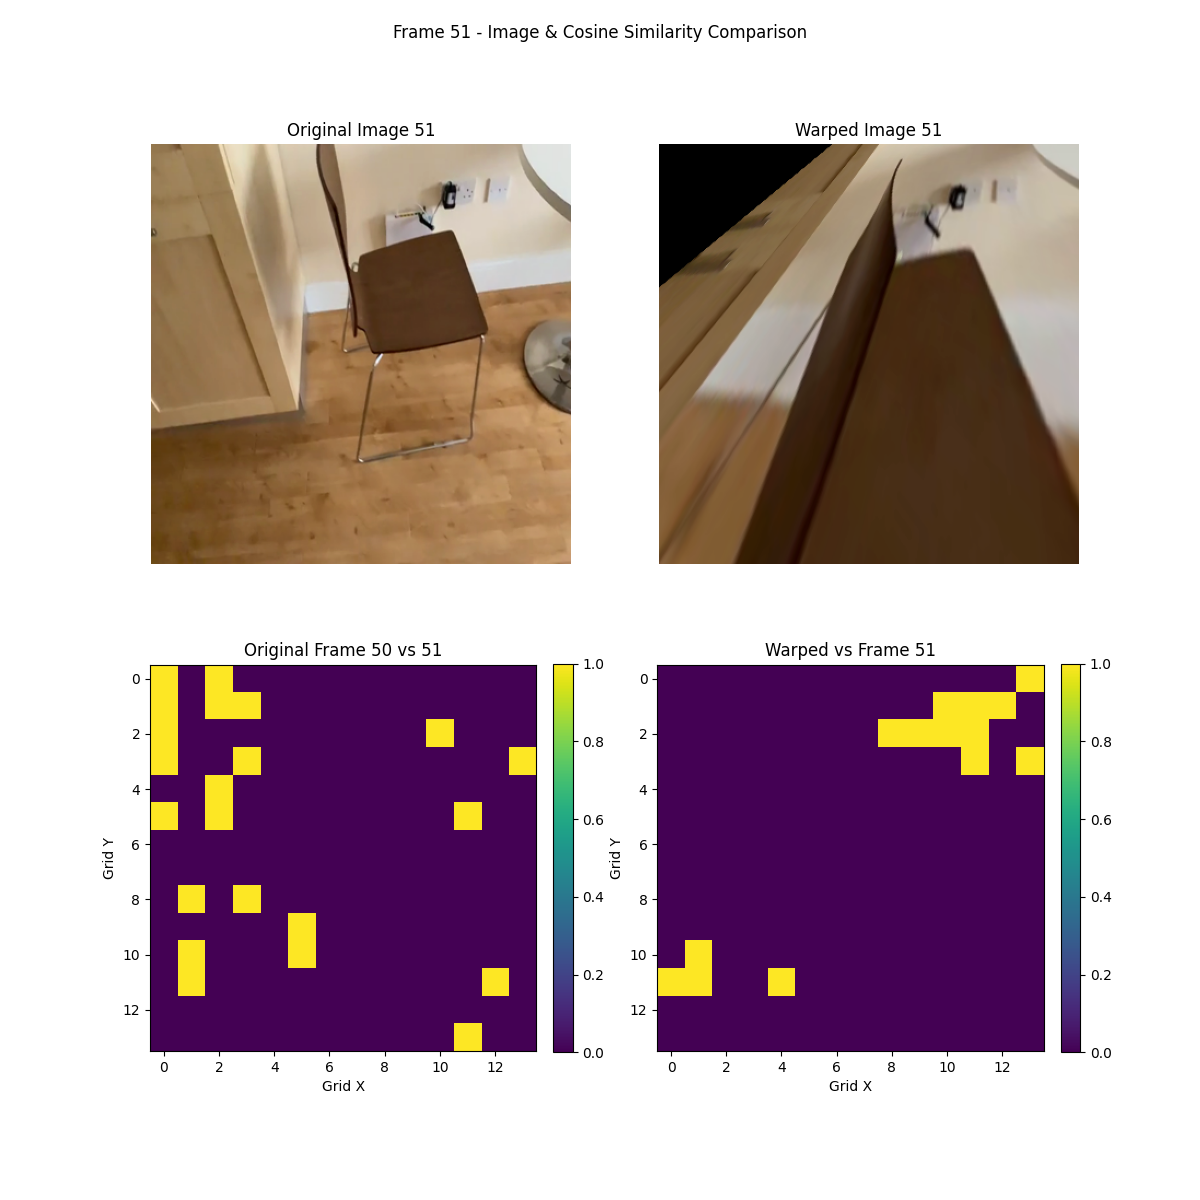 Frame 51 - Image & Cosine Similarity Comparison
Original Image 51
Warped Image 51
Original Frame 50 vs 51
Warped vs Frame 51
0
2
4
6
8
10
12
Grid Y
0 2 4 6 8 10 12
Grid X
1.0
0.8
0.6
0.4
0.2
0.0
0
2
4
6
8
10
12
Grid Y
0 2 4 6 8 10 12
Grid X
1.0
0.8
0.6
0.4
0.2
0.0